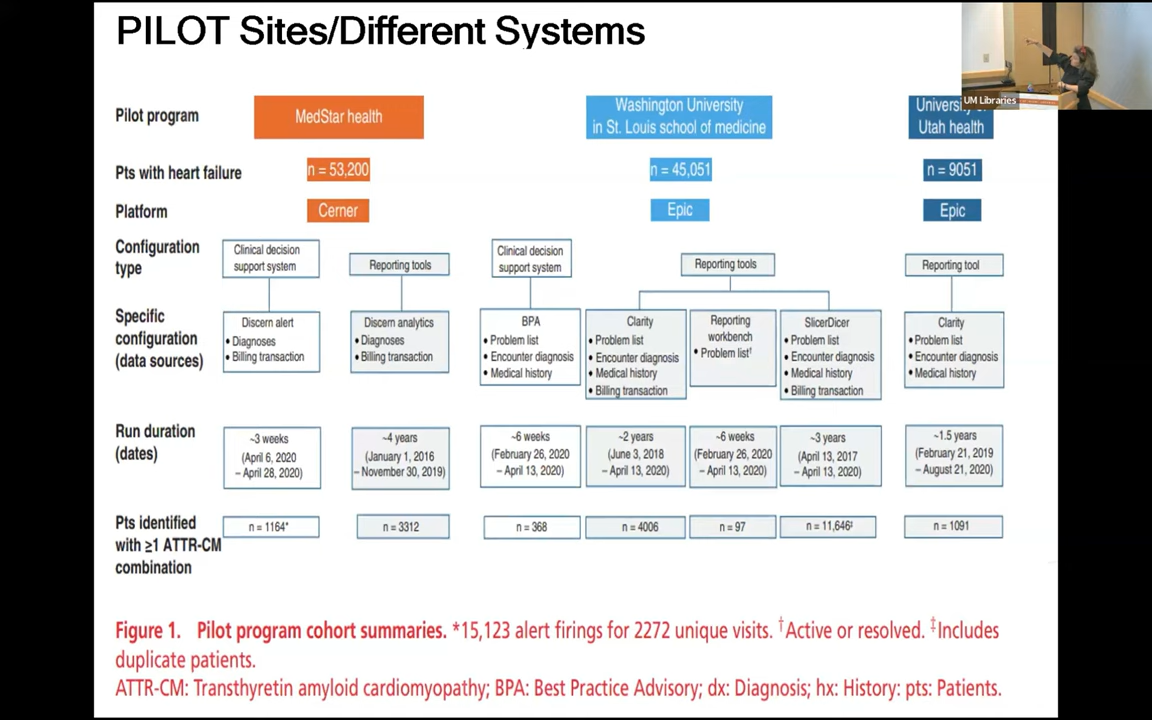 PILOT Sites/Different Systems
UM Libraries
Pilot program
MedStar health
Washington University
in St. Louis school of medicine
Utah health
Pts with heart failure
n = 53,200
n = 45,051
n = 9051
Platform
Cerner
Epic
Epic
Configuration
type
Clinical decision
support system
Reporting tools
Clinical decision
support system
Reporting tools
Reporting tool
Specific
configuration
(data sources)
Discern alert
• Diagnoses
• Billing transaction
Discern analytics
• Diagnoses
• Billing transaction
BPA
• Problem list
• Encounter diagnosis
• Medical history
Clarity
• Problem list
• Encounter diagnosis
• Medical history
• Billing transaction
Reporting
workbench
• Problem list†
SlicerDicer
• Problem list
• Encounter diagnosis
• Medical history
• Billing transaction
Clarity
• Problem list
• Encounter diagnosis
• Medical history
Run duration
(dates)
~3 weeks
(April 6, 2020
– April 28, 2020)
~4 years
(January 1, 2016
– November 30, 2019)
~6 weeks
(February 26, 2020
– April 13, 2020)
~2 years
(June 3, 2018
– April 13, 2020)
~6 weeks
(February 26, 2020
– April 13, 2020)
~3 years
(April 13, 2017
– April 13, 2020)
~1.5 years
(February 21, 2019
– August 21, 2020)
Pts identified
with ≥1 ATTR-CM
combination
n = 1164*
n = 3312
n = 368
n = 4006
n = 97
n = 11,646‡
n = 1091
Figure 1. Pilot program cohort summaries. *15,123 alert firings for 2272 unique visits. †Active or resolved. ‡Includes
duplicate patients.
ATTR-CM: Transthyretin amyloid cardiomyopathy; BPA: Best Practice Advisory; dx: Diagnosis; hx: History: pts: Patients.